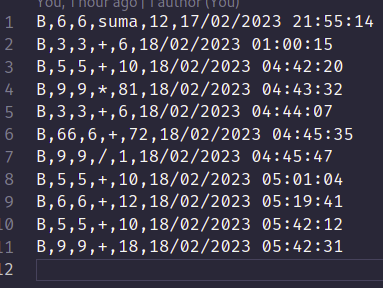 You, 1 hour ago | 1 author (You)
1 B,6,6,suma,12,17/02/2023 21:55:14
2 B,3,3,+,6,18/02/2023 01:00:15
3 B,5,5,+,10,18/02/2023 04:42:20
4 B,9,9,*,81,18/02/2023 04:43:32
5 B,3,3,+,6,18/02/2023 04:44:07
6 B,66,6,+,72,18/02/2023 04:45:35
7 B,9,9,/,1,18/02/2023 04:45:47
8 B,5,5,+,10,18/02/2023 05:01:04
9 B,6,6,+,12,18/02/2023 05:19:41
10 B,5,5,+,10,18/02/2023 05:42:12
11 B,9,9,+,18,18/02/2023 05:42:31
12